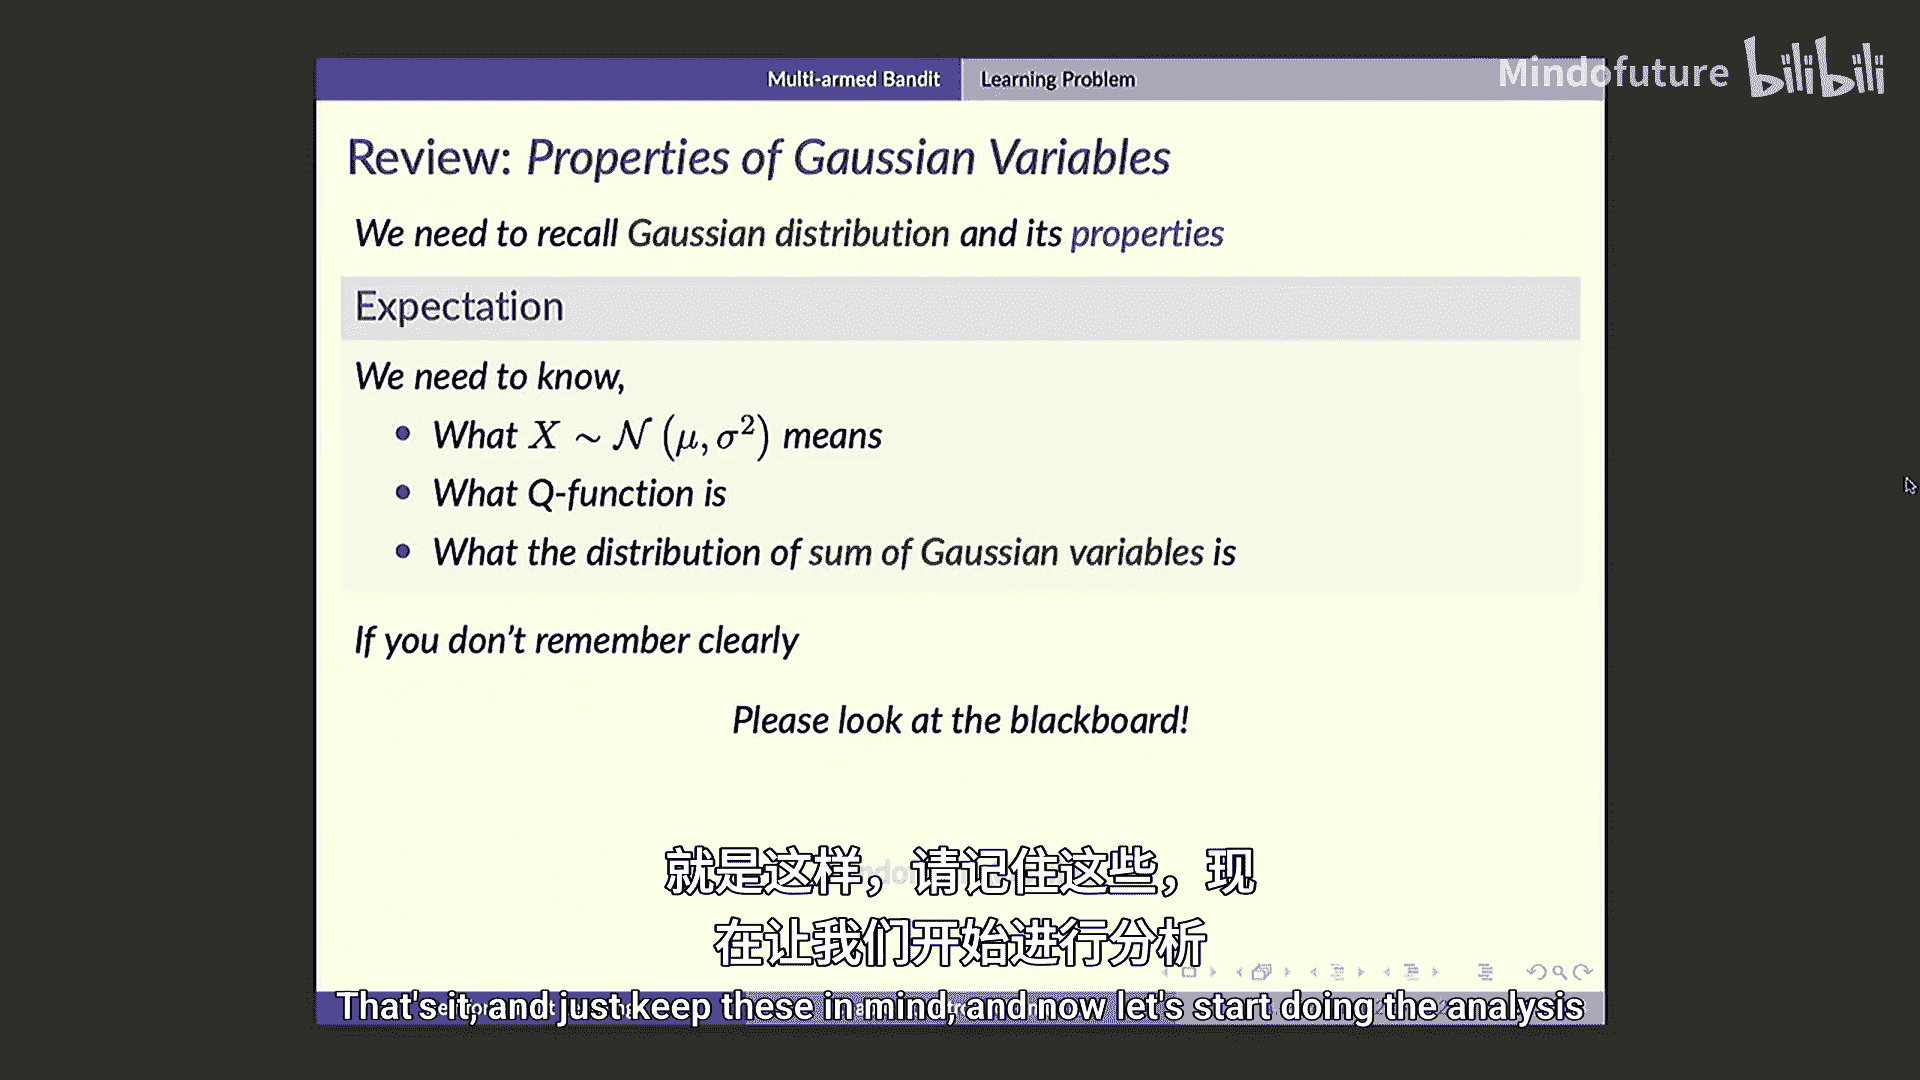 Multi-armed Bandit Learning Problem
Mindofuture bilibili
Review: Properties of Gaussian Variables
We need to recall Gaussian distribution and its properties
Expectation
We need to know,
• What X ∼ 𝒩 (μ, σ²) means
• What Q-function is
• What the distribution of sum of Gaussian variables is
If you don't remember clearly
Please look at the blackboard!
就是这样，请记住这些，现
在让我们开始进行分析
That's it, and just keep these in mind, and now let's start doing the analysis